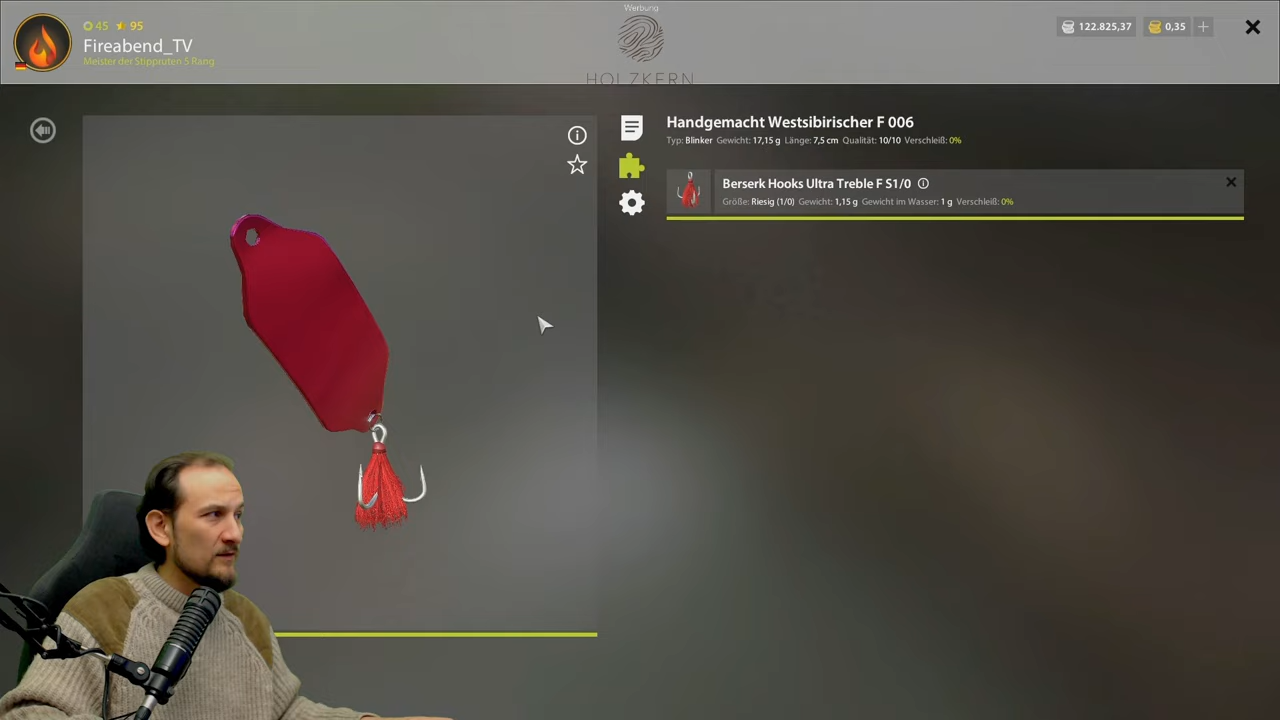 Werbung
HOLZKERN
45 95
Fireabend_TV
Meister der Stippruten 5 Rang
122.825,37
0,35 +
Handgemacht Westsibirischer F 006
Typ: Blinker Gewicht: 17,15 g Länge: 7,5 cm Qualität: 10/10 Verschleiß: 0%
Berserk Hooks Ultra Treble F S1/0
Größe: Riesig (1/0) Gewicht: 1,15 g Gewicht im Wasser: 1 g Verschleiß: 0%